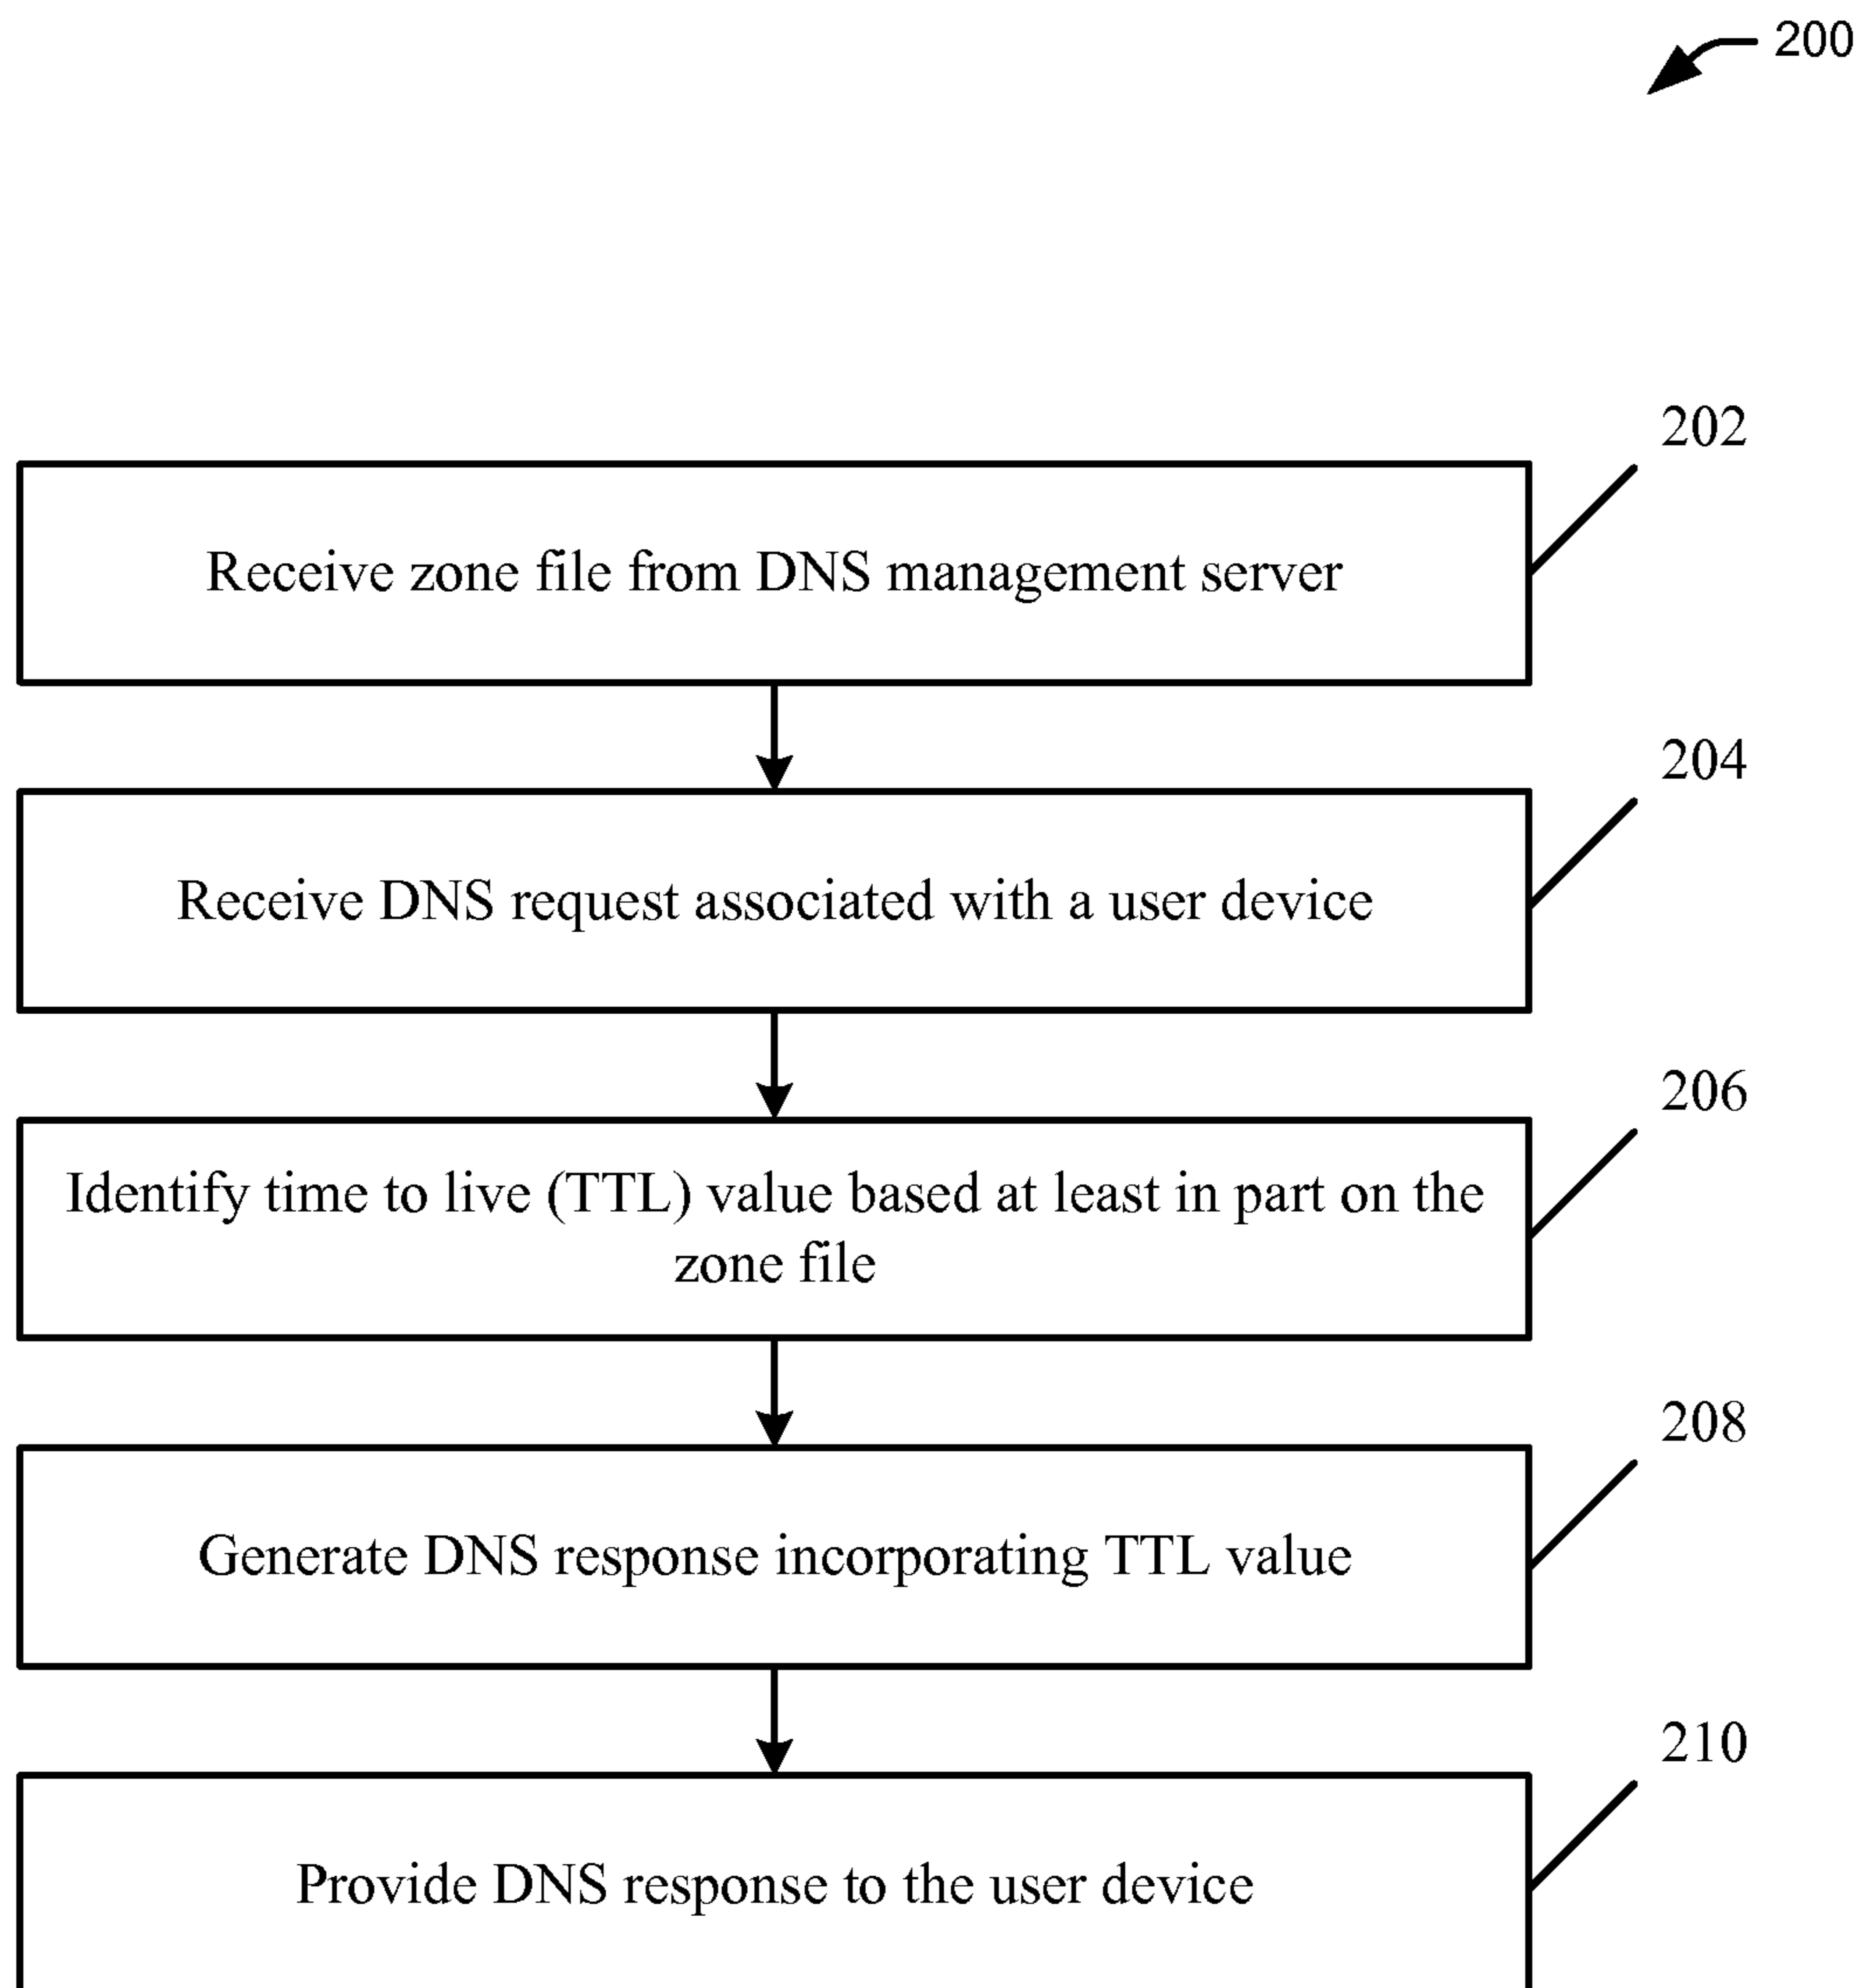 200
202
Receive zone file from DNS management server
204
Receive DNS request associated with a user device
206
Identify time to live (TTL) value based at least in part on the
zone file
208
Generate DNS response incorporating TTL value
210
Provide DNS response to the user device